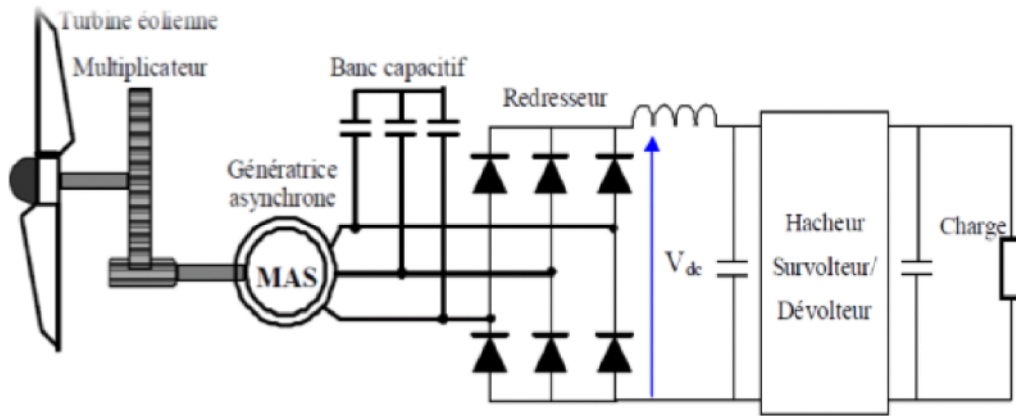 Turbine éolienne
Multiplicateur
Banc capacitif
Redresseur
Génératrice
asynchrone
MAS
Vdc
Hacheur
Survolteur/
Dévolteur
Charge